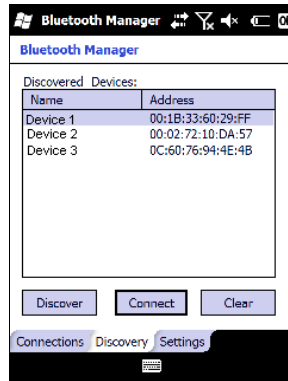 Bluetooth Manager
Bluetooth Manager
Discovered Devices:
Name Address
Device 1 00:1B:33:60:29:FF
Device 2 00:02:72:10:DA:57
Device 3 0C:60:76:94:4E:4B
Discover Connect Clear
Connections Discovery Settings